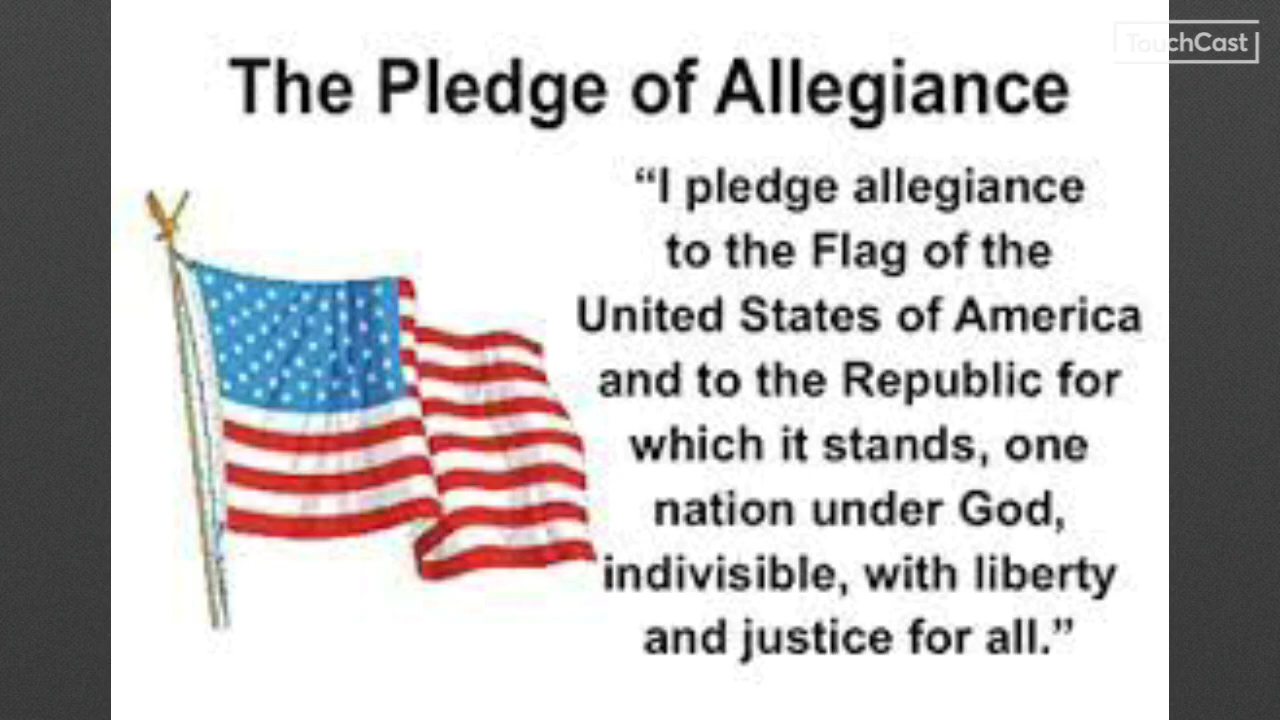 TouchCast
The Pledge of Allegiance
“I pledge allegiance
to the Flag of the
United States of America
and to the Republic for
which it stands, one
nation under God,
indivisible, with liberty
and justice for all.”